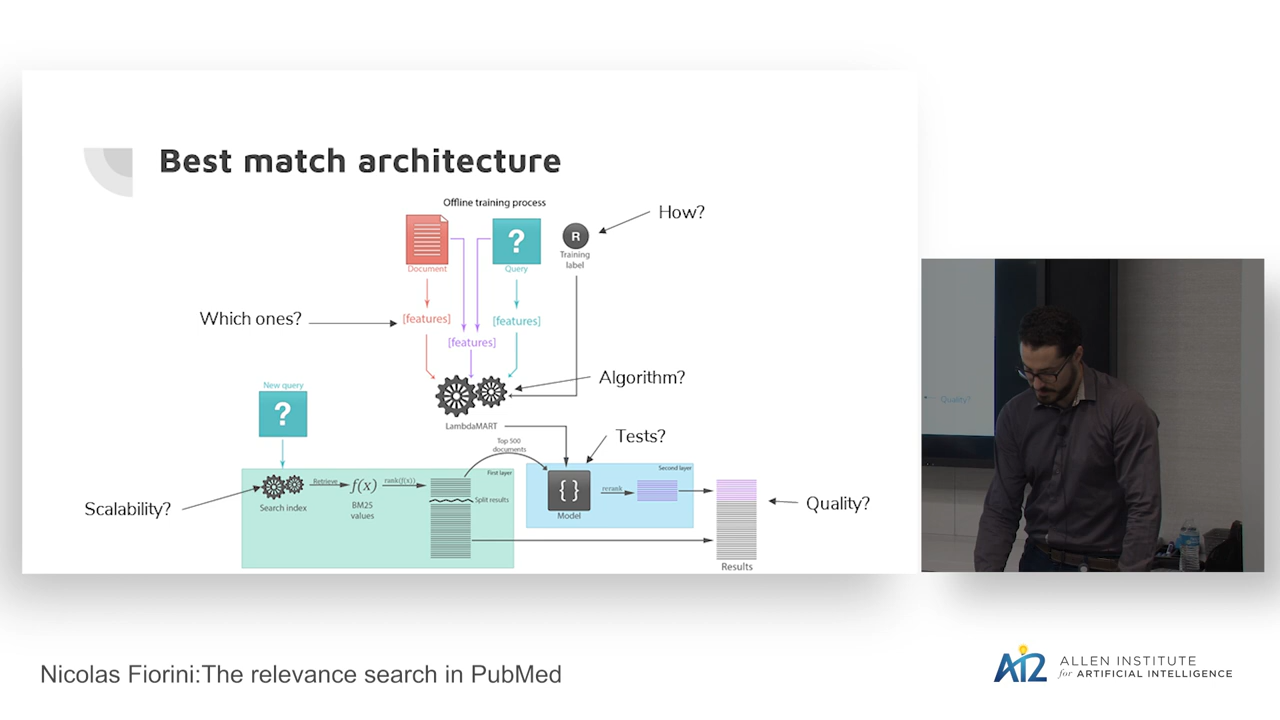 Best match architecture
Offline training process
How?
?
R
Document
Query
Training
label
Which ones?
[features]
[features]
[features]
Algorithm?
New query
?
LambdaMART
Tests?
Top 500
documents
First layer
Second layer
Scalability?
Retrieve
f(x)
rank(f(x))
Split results
{ }
rerank
Search index
BM25
values
Model
Quality?
Results
Quality?
Nicolas Fiorini:The relevance search in PubMed
AI2
ALLEN INSTITUTE
for ARTIFICIAL INTELLIGENCE